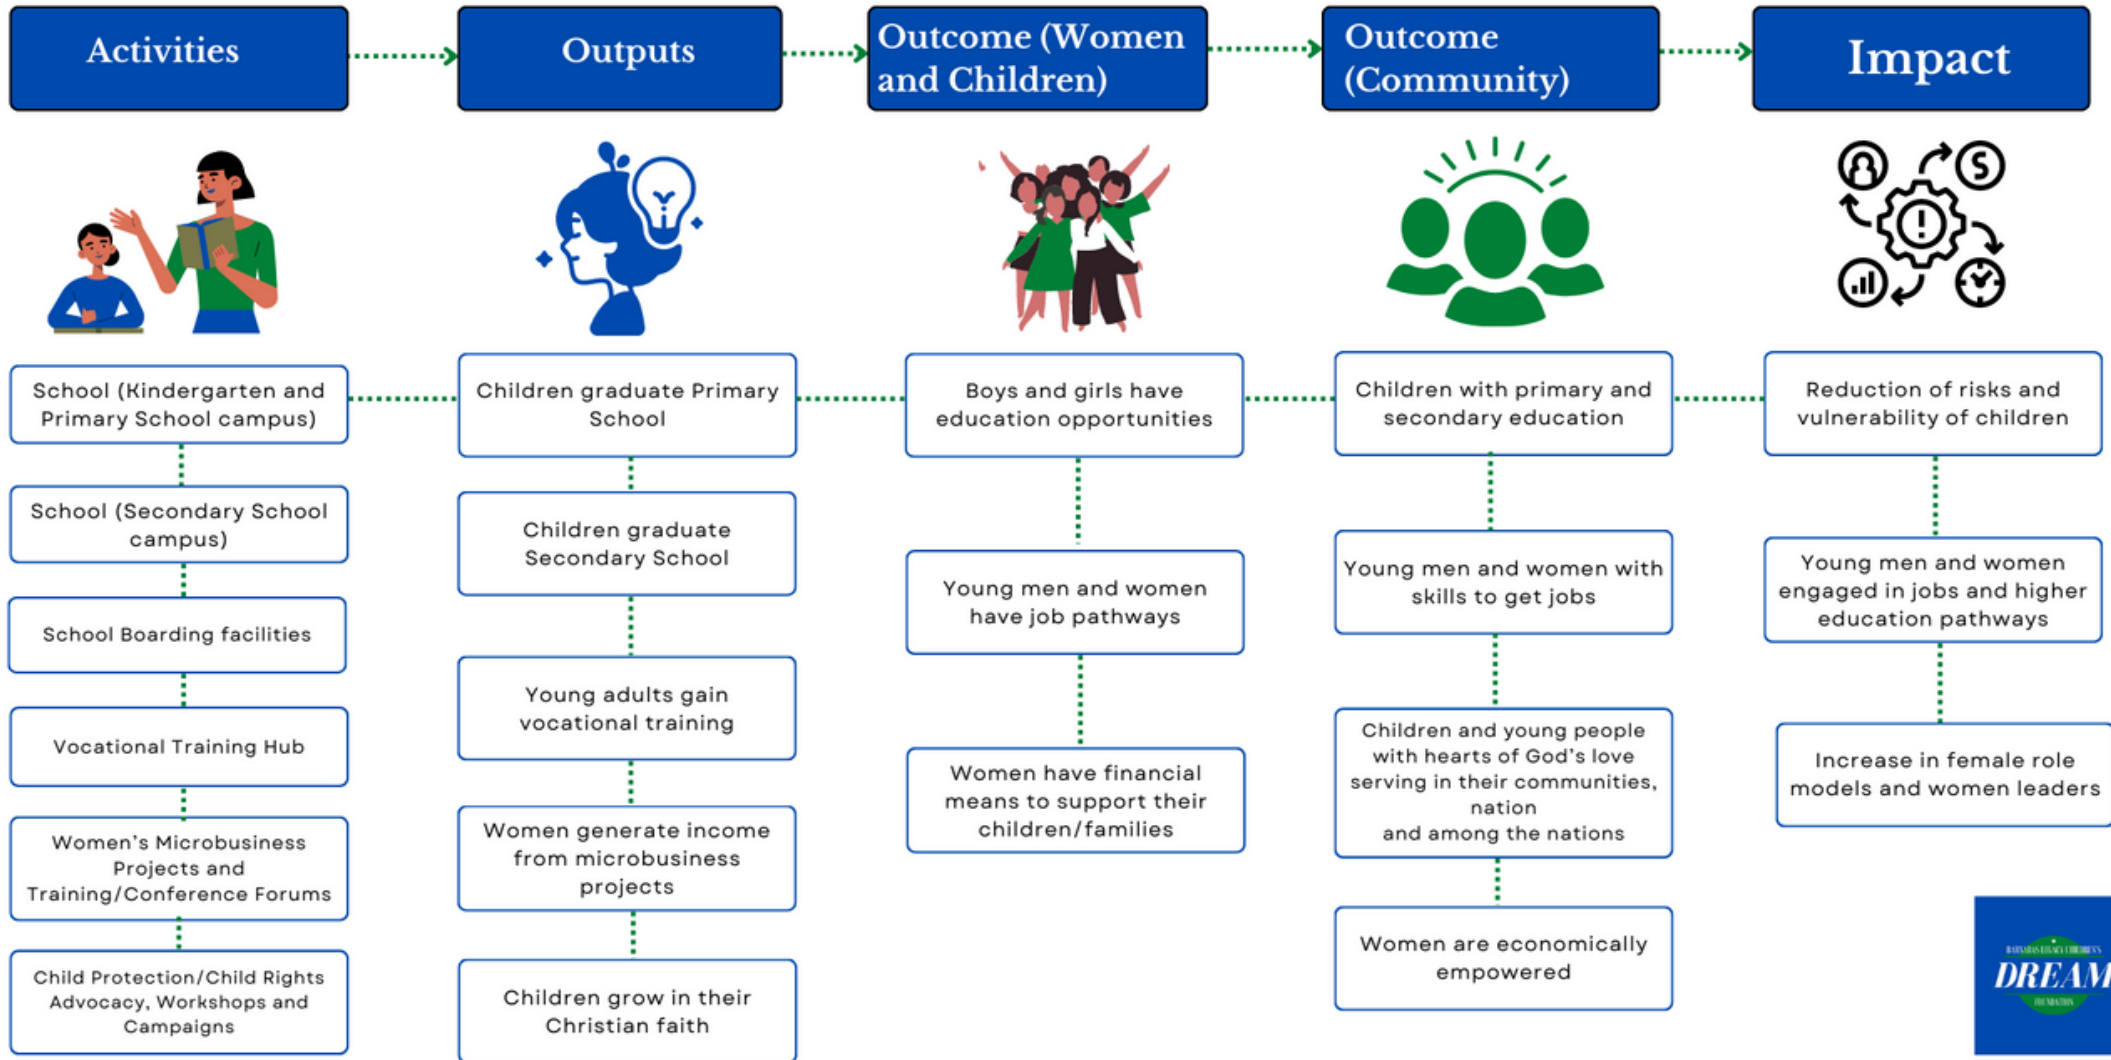 Activities
Outputs
Outcome (Women
and Children)
Outcome
(Community)
Impact
School (Kindergarten and
Primary School campus)
School (Secondary School
campus)
School Boarding facilities
Vocational Training Hub
Women's Microbusiness
Projects and
Training/Conference Forums
Child Protection/Child Rights
Advocacy, Workshops and
Campaigns
Children graduate Primary
School
Children graduate
Secondary School
Young adults gain
vocational training
Women generate income
from microbusiness
projects
Children grow in their
Christian faith
Boys and girls have
education opportunities
Young men and women
have job pathways
Women have financial
means to support their
children/families
Children with primary and
secondary education
Young men and women with
skills to get jobs
Children and young people
with hearts of God's love
serving in their communities,
nation
and among the nations
Women are economically
empowered
Reduction of risks and
vulnerability of children
Young men and women
engaged in jobs and higher
education pathways
Increase in female role
models and women leaders
BARNABAS LEGACY CHILDREN'S
DREAM
FOUNDATION